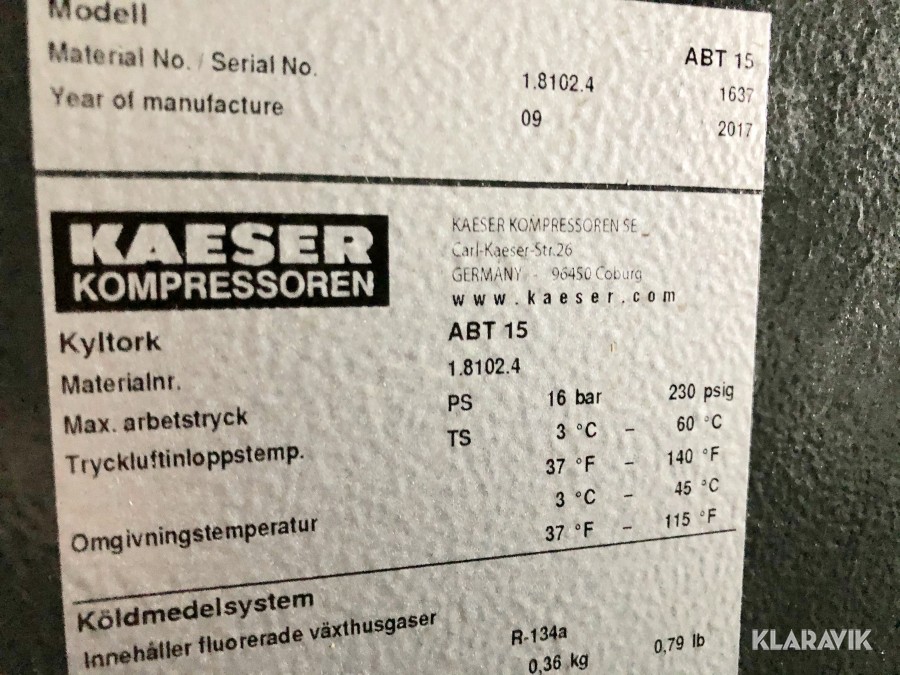 Modell ABT 15
Material No. / Serial No. 1.8102.4 1637
Year of manufacture 09 2017
KAESER
KOMPRESSOREN
KAESER KOMPRESSOREN SE
Carl-Kaeser-Str.26
GERMANY - 96450 Coburg
www.kaeser.com
Kyltork ABT 15
Materialnr. 1.8102.4
Max. arbetstryck PS 16 bar 230 psig
Tryckluftinloppstemp. TS 3 °C – 60 °C
37 °F – 140 °F
Omgivningstemperatur 3 °C – 45 °C
37 °F – 115 °F
Köldmedelsystem
Innehåller fluorerade växthusgaser R-134a
0,36 kg 0,79 lb
KLARAVIK